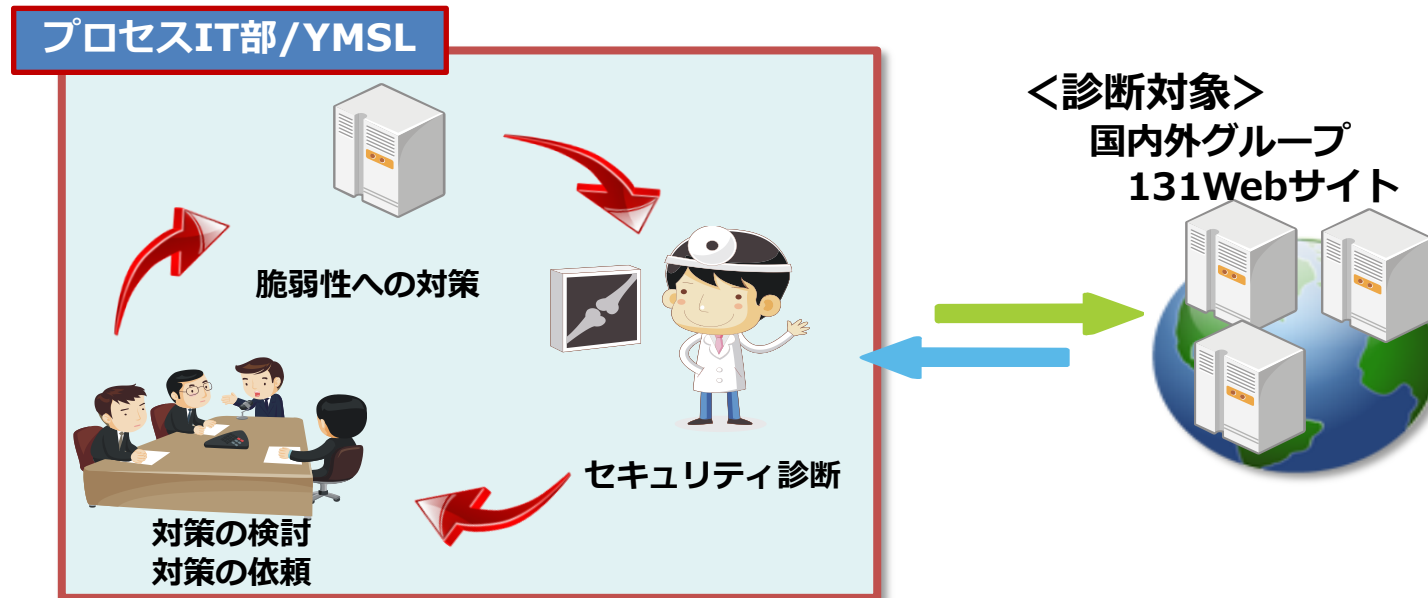 プロセスIT部/YMSL
＜診断対象＞
国内外グループ
131Webサイト
脆弱性への対策
セキュリティ診断
対策の検討
対策の依頼